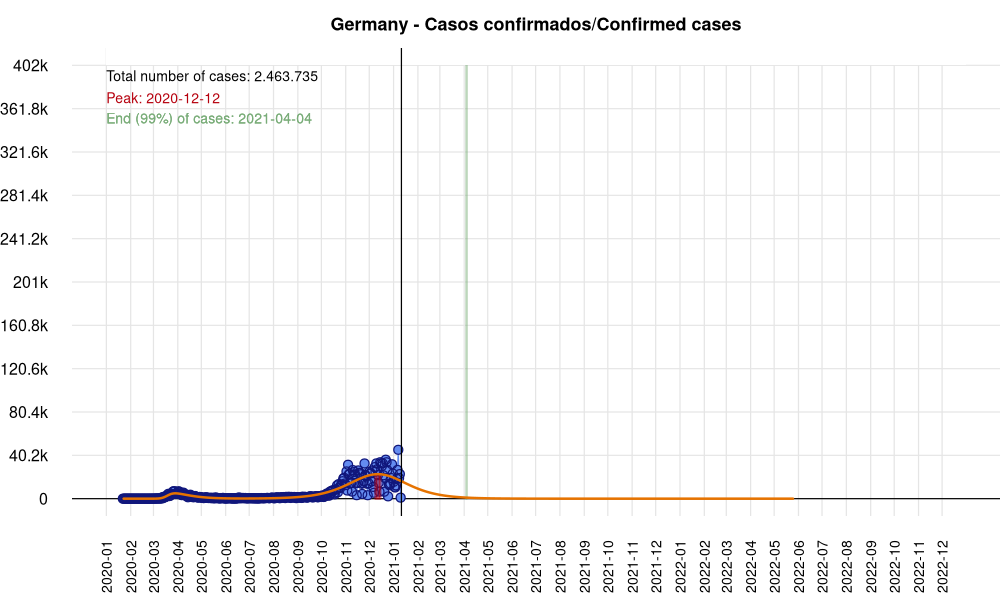 Germany - Casos confirmados/Confirmed cases
402k
361.8k
321.6k
281.4k
241.2k
201k
160.8k
120.6k
80.4k
40.2k
0
Total number of cases: 2.463.735
Peak: 2020-12-12
End (99%) of cases: 2021-04-04
2020-01
2020-02
2020-03
2020-04
2020-05
2020-06
2020-07
2020-08
2020-09
2020-10
2020-11
2020-12
2021-01
2021-02
2021-03
2021-04
2021-05
2021-06
2021-07
2021-08
2021-09
2021-10
2021-11
2021-12
2022-01
2022-02
2022-03
2022-04
2022-05
2022-06
2022-07
2022-08
2022-09
2022-10
2022-11
2022-12